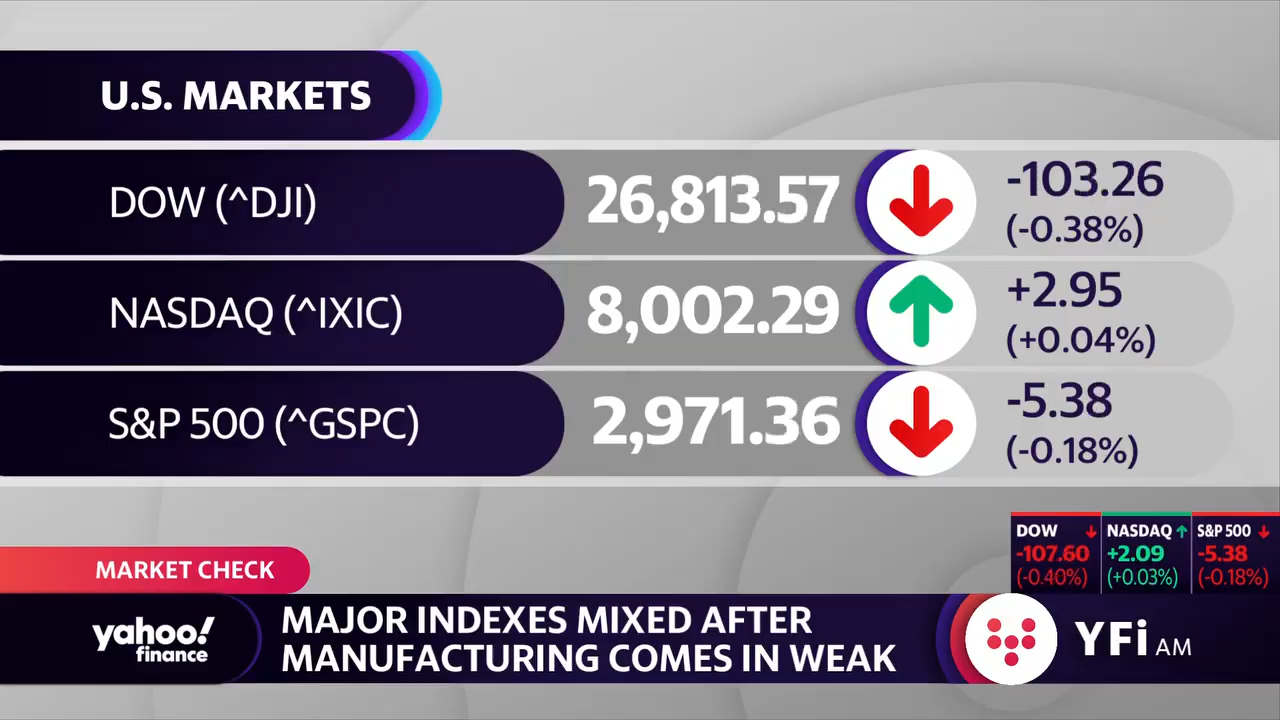 U.S. MARKETS
DOW (^DJI) 26,813.57 -103.26 (-0.38%)
NASDAQ (^IXIC) 8,002.29 +2.95 (+0.04%)
S&P 500 (^GSPC) 2,971.36 -5.38 (-0.18%)
DOW NASDAQ S&P 500
-107.60 +2.09 -5.38
(-0.40%) (+0.03%) (-0.18%)
MARKET CHECK
yahoo! finance
MAJOR INDEXES MIXED AFTER
MANUFACTURING COMES IN WEAK
YFi AM